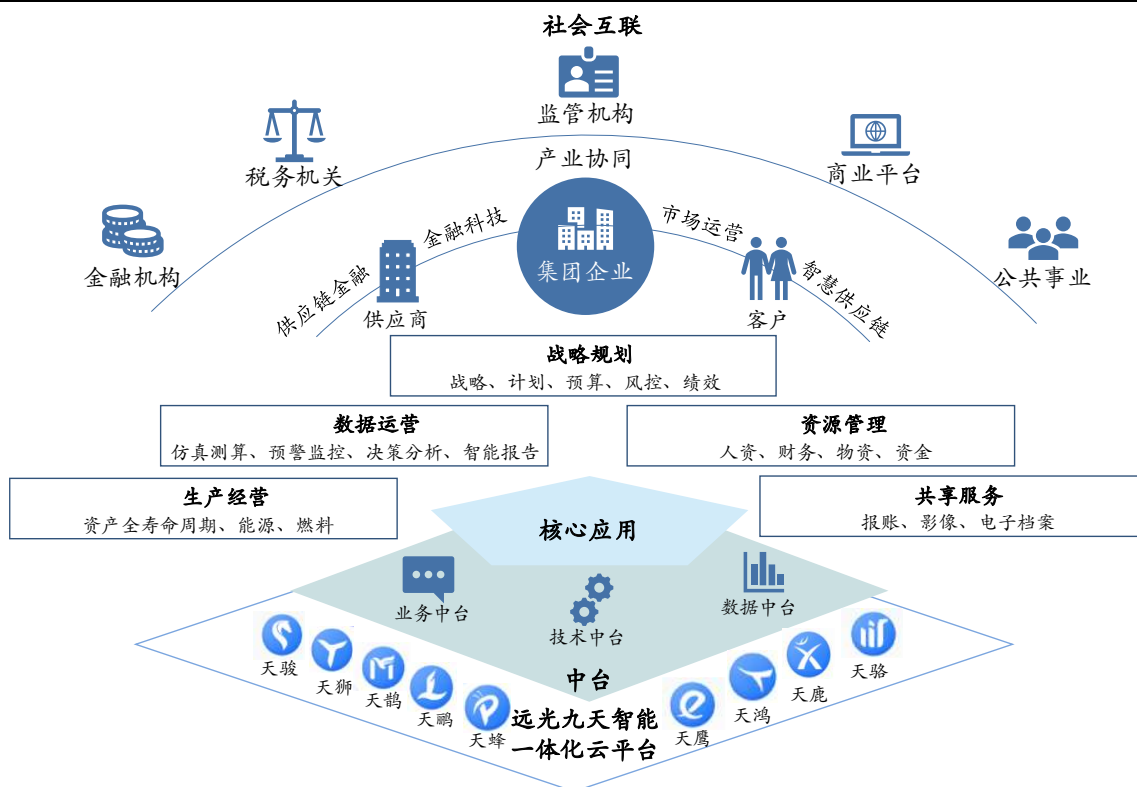 社会互联
监管机构
税务机关
商业平台
金融机构
公共事业
产业协同
金融科技
市场运营
供应链金融
智慧供应链
集团企业
供应商
客户
战略规划
战略、计划、预算、风控、绩效
数据运营
仿真测算、预警监控、决策分析、智能报告
资源管理
人资、财务、物资、资金
生产经营
资产全寿命周期、能源、燃料
共享服务
报账、影像、电子档案
核心应用
业务中台
技术中台
数据中台
中台
天骏
天狮
天鹊
天鹏
天蜂
天鹰
天鸿
天鹿
天骆
远光九天智能
一体化云平台